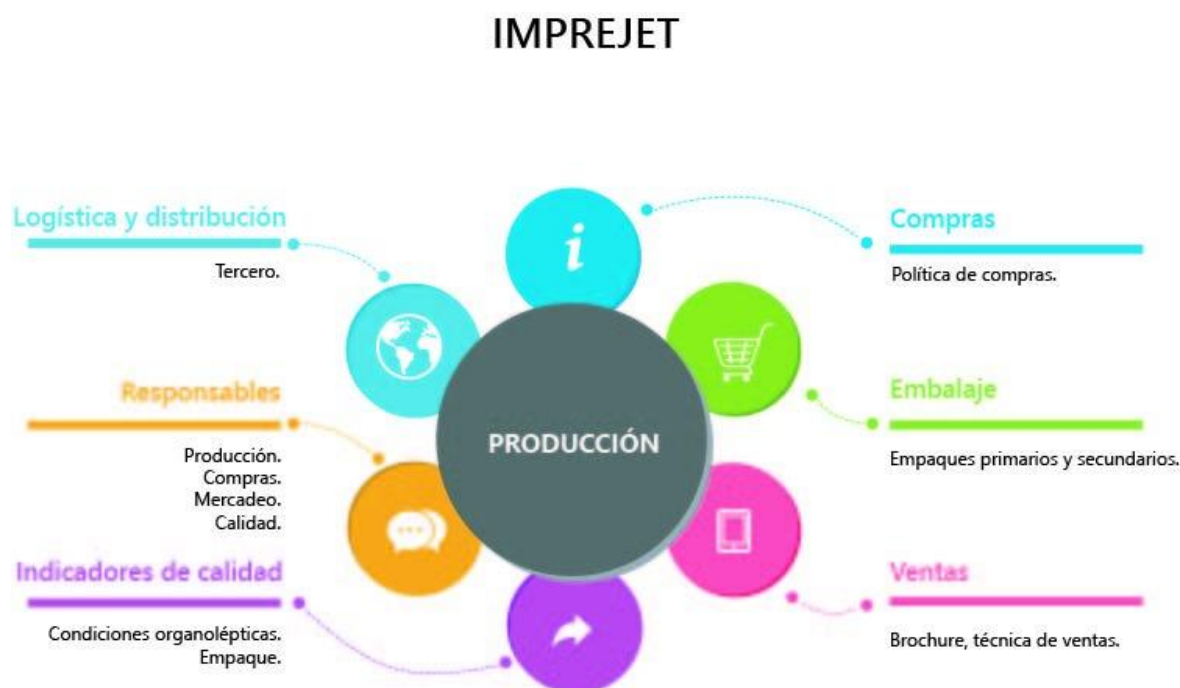 IMPREJET
Logística y distribución
Tercero.
Responsables
Producción.
Compras.
Mercadeo.
Calidad.
Indicadores de calidad
Condiciones organolépticas.
Empaque.
i
PRODUCCIÓN
Compras
Política de compras.
Embalaje
Empaques primarios y secundarios.
Ventas
Brochure, técnica de ventas.